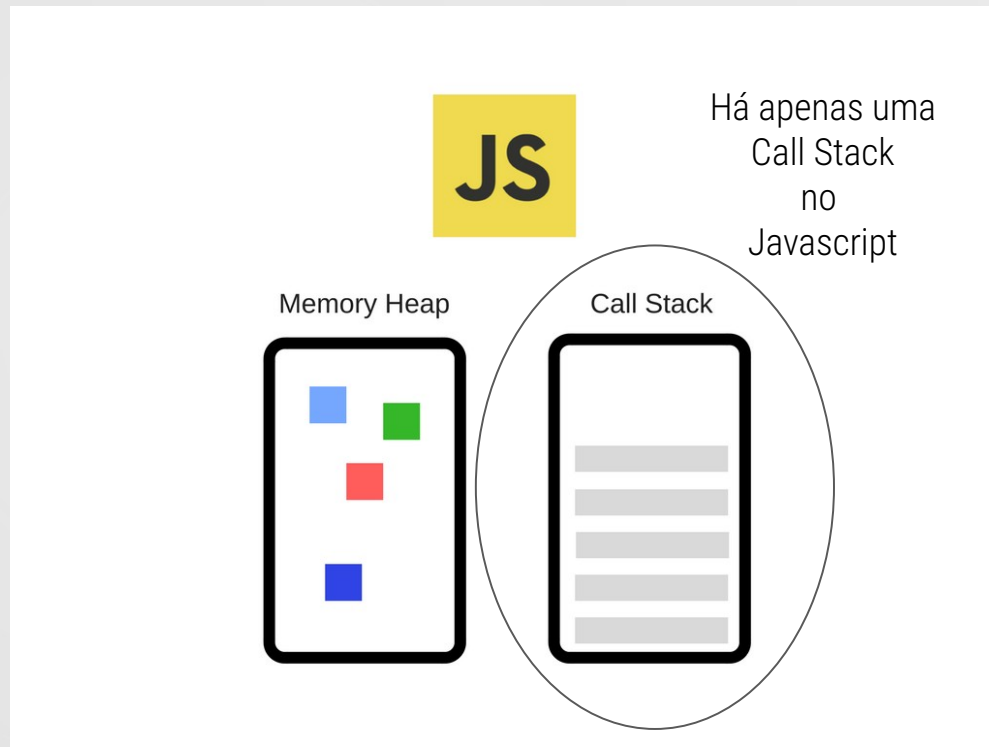 JS
Há apenas uma
Call Stack
no
Javascript
Memory Heap
Call Stack